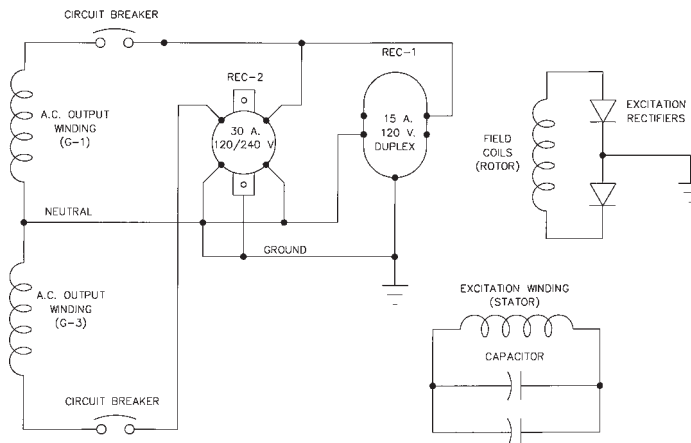 CIRCUIT BREAKER
REC-1
REC-2
A.C. OUTPUT
WINDING
(G-1)
30 A.
120/240 V
15 A.
120 V.
DUPLEX
FIELD
COILS
(ROTOR)
EXCITATION
RECTIFIERS
NEUTRAL
GROUND
A.C. OUTPUT
WINDING
(G-3)
EXCITATION WINDING
(STATOR)
CAPACITOR
CIRCUIT BREAKER